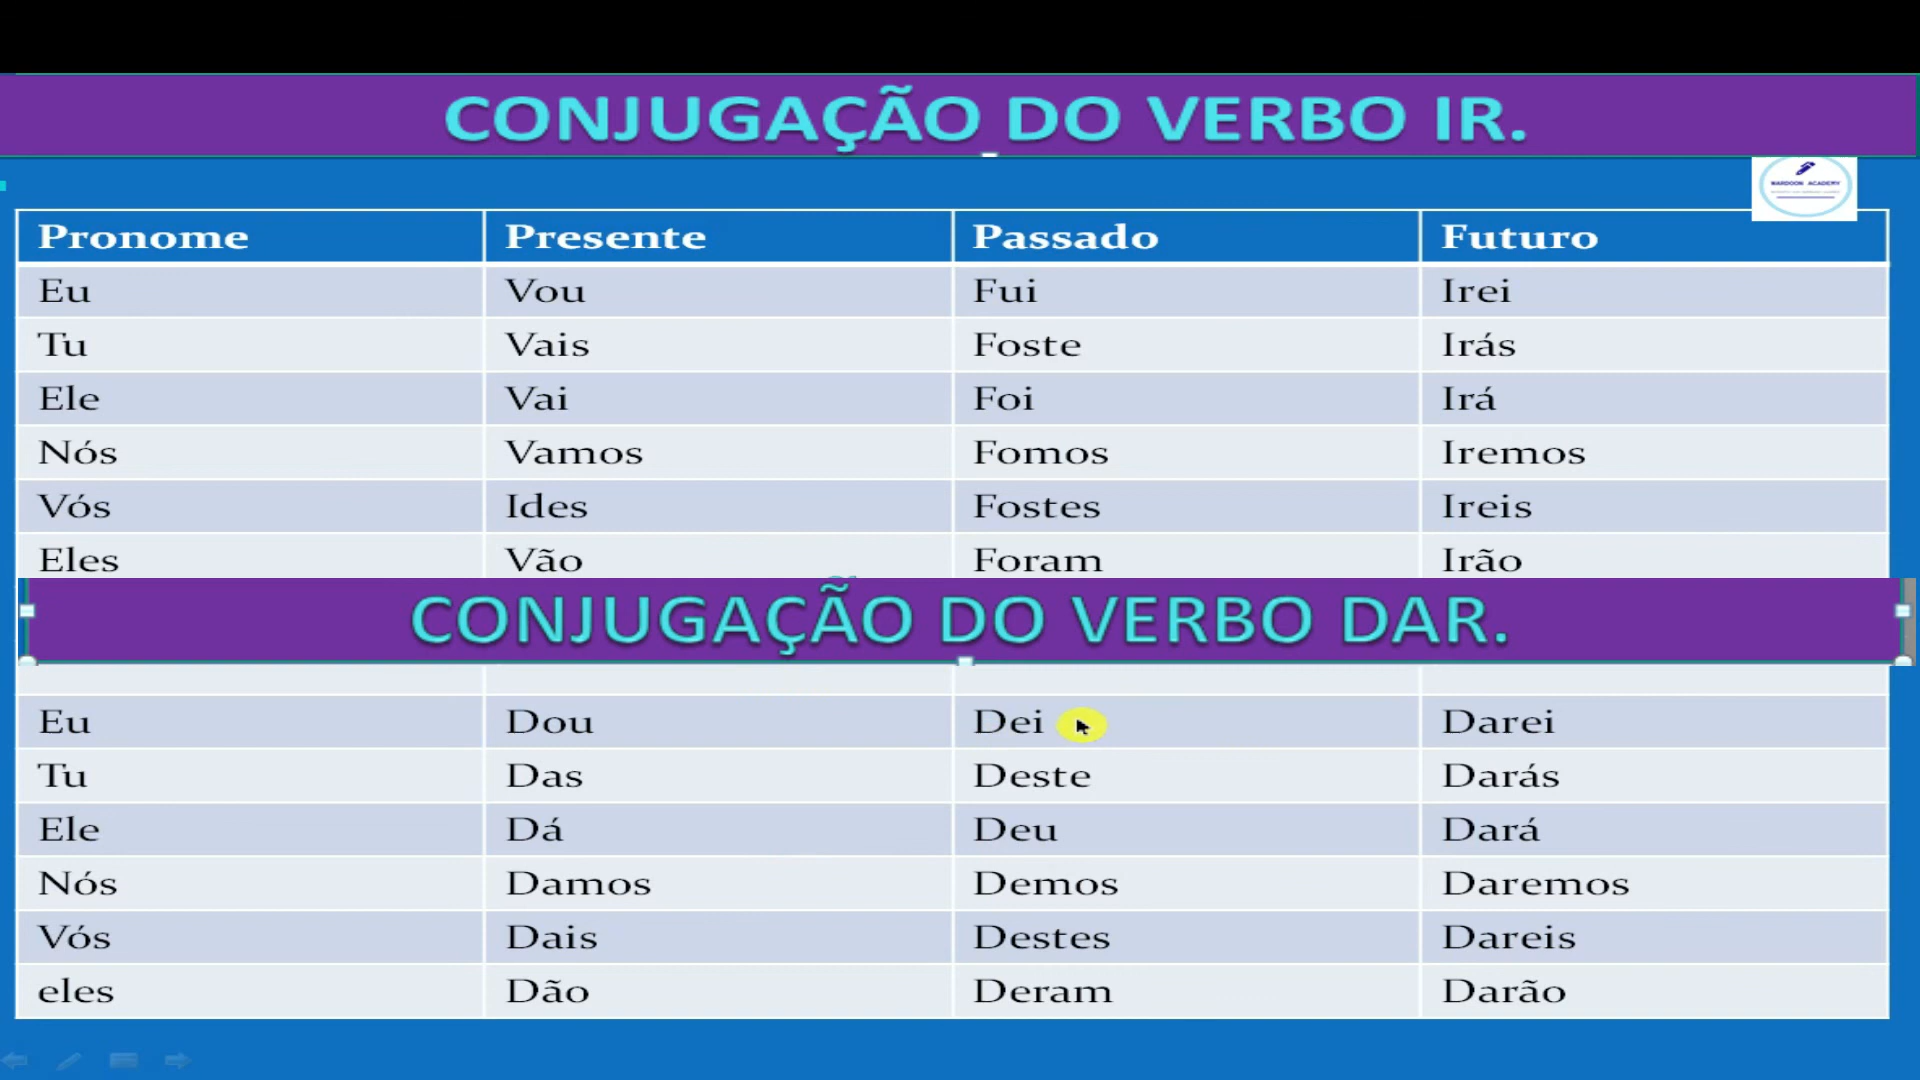 CONJUGAÇÃO DO VERBO IR.
WARDOON ACADEMY
Pronome Presente Passado Futuro
Eu Vou Fui Irei
Tu Vais Foste Irás
Ele Vai Foi Irá
Nós Vamos Fomos Iremos
Vós Ides Fostes Ireis
Eles Vão Foram Irão
CONJUGAÇÃO DO VERBO DAR.
Eu Dou Dei Darei
Tu Das Deste Darás
Ele Dá Deu Dará
Nós Damos Demos Daremos
Vós Dais Destes Dareis
eles Dão Deram Darão